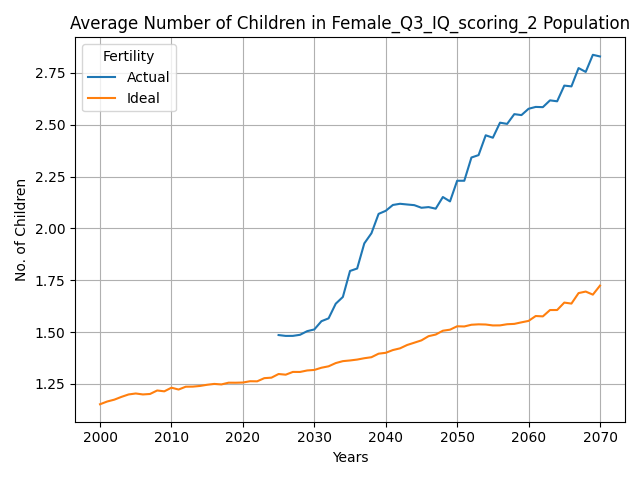 Average Number of Children in Female_Q3_IQ_scoring_2 Population
Fertility
Actual
Ideal
2.75
2.50
2.25
2.00
1.75
1.50
1.25
No. of Children
2000 2010 2020 2030 2040 2050 2060 2070
Years